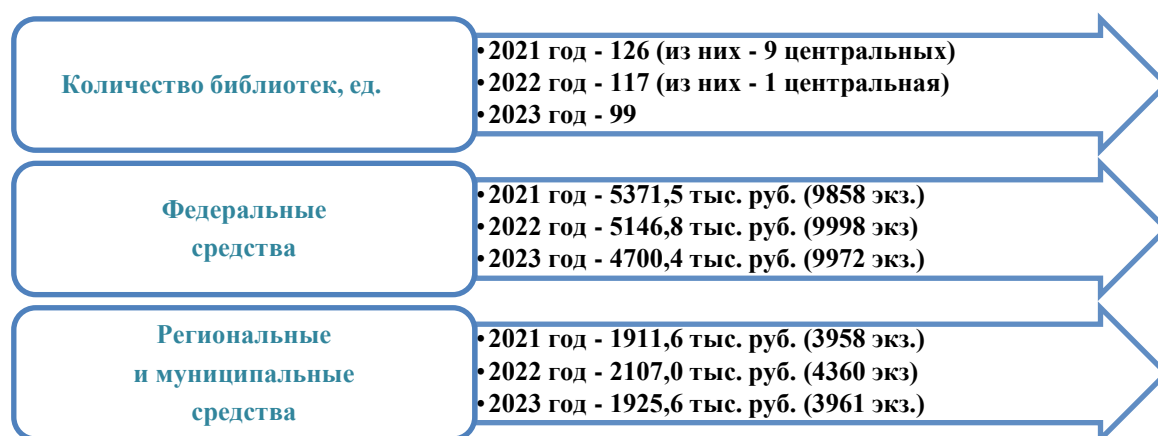 Количество библиотек, ед.
•2021 год - 126 (из них - 9 центральных)
•2022 год - 117 (из них - 1 центральная)
•2023 год - 99
Федеральные
средства
•2021 год - 5371,5 тыс. руб. (9858 экз.)
•2022 год - 5146,8 тыс. руб. (9998 экз)
•2023 год - 4700,4 тыс. руб. (9972 экз.)
Региональные
и муниципальные
средства
•2021 год - 1911,6 тыс. руб. (3958 экз.)
•2022 год - 2107,0 тыс. руб. (4360 экз)
•2023 год - 1925,6 тыс. руб. (3961 экз.)